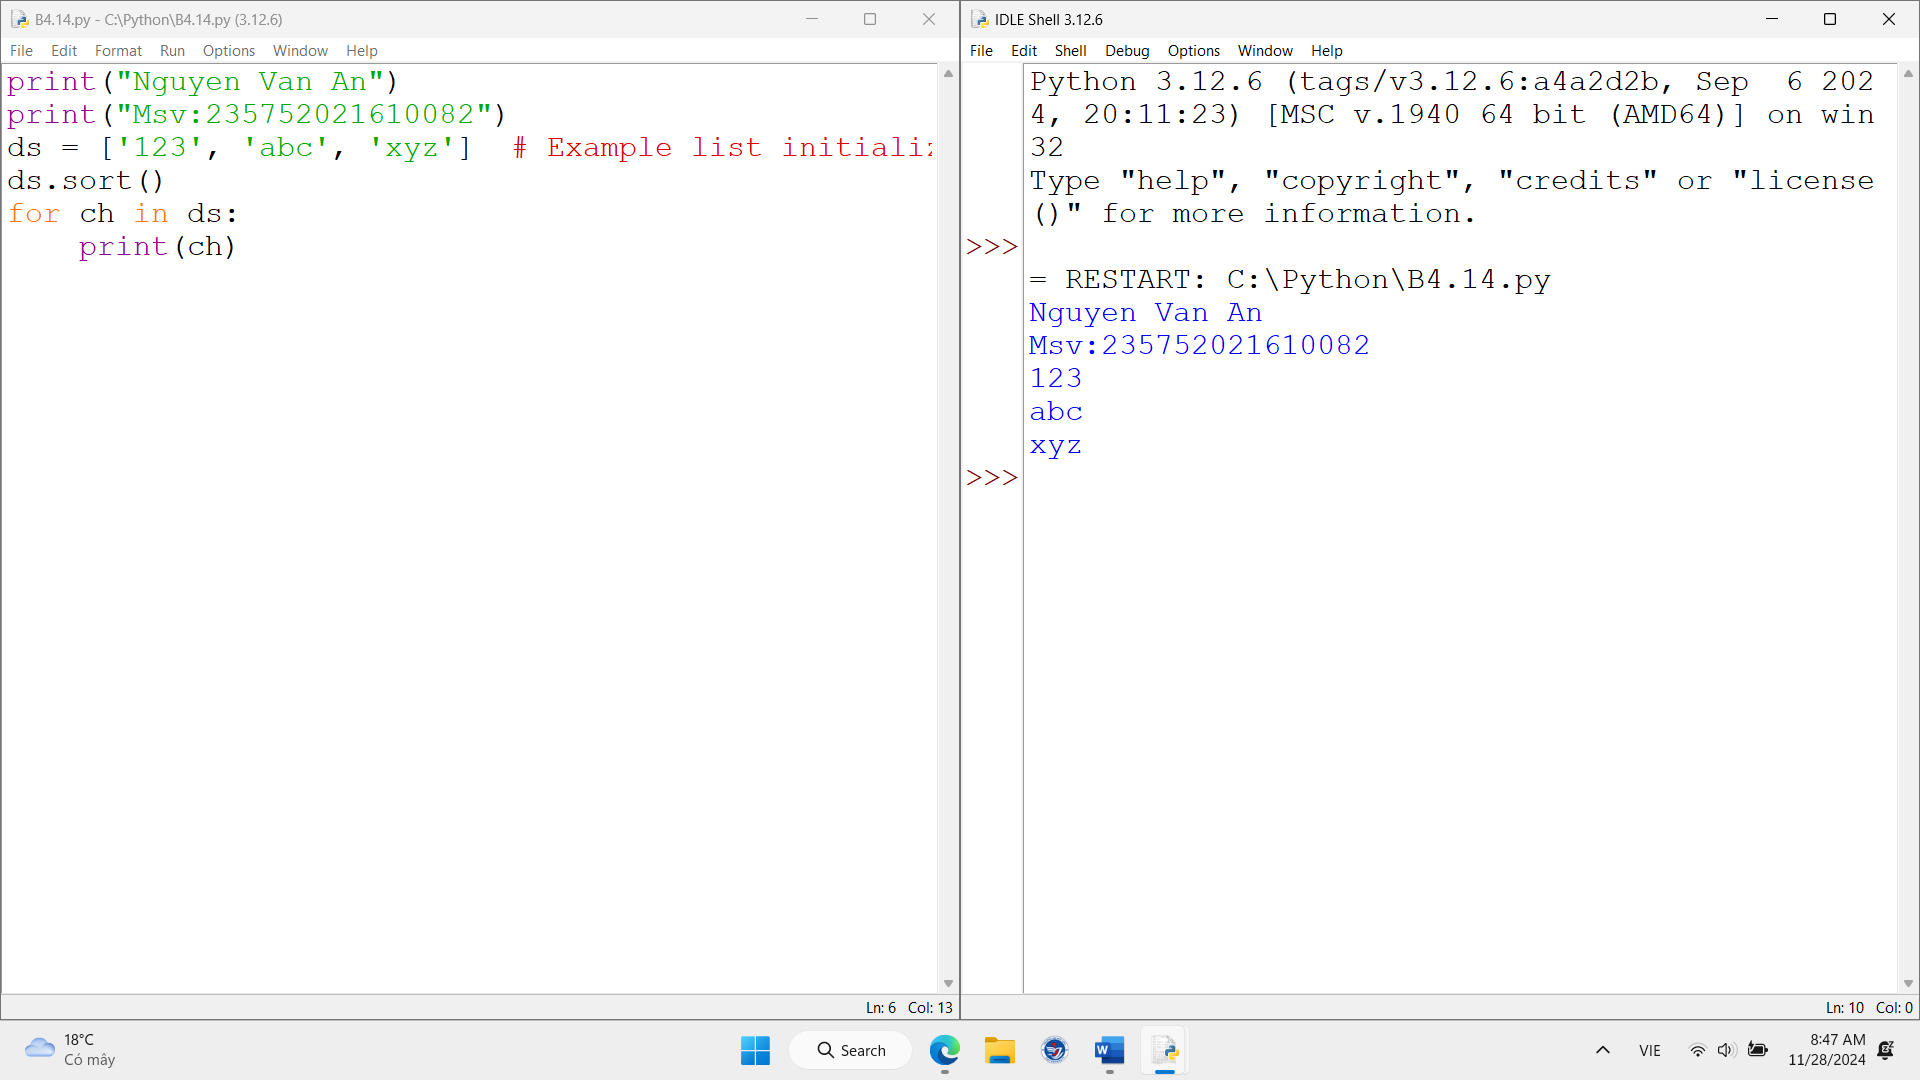 B4.14.py - C:\Python\B4.14.py (3.12.6)
File Edit Format Run Options Window Help
print("Nguyen Van An")
print("Msv:235752021610082")
ds = ['123', 'abc', 'xyz']  # Example list initializ
ds.sort()
for ch in ds:
    print(ch)
Ln: 6 Col: 13
IDLE Shell 3.12.6
File Edit Shell Debug Options Window Help
Python 3.12.6 (tags/v3.12.6:a4a2d2b, Sep  6 202
4, 20:11:23) [MSC v.1940 64 bit (AMD64)] on win
32
Type "help", "copyright", "credits" or "license
()" for more information.
>>>
= RESTART: C:\Python\B4.14.py
Nguyen Van An
Msv:235752021610082
123
abc
xyz
>>>
Ln: 10 Col: 0
18°C
Có mây
Search
VIE
8:47 AM
11/28/2024